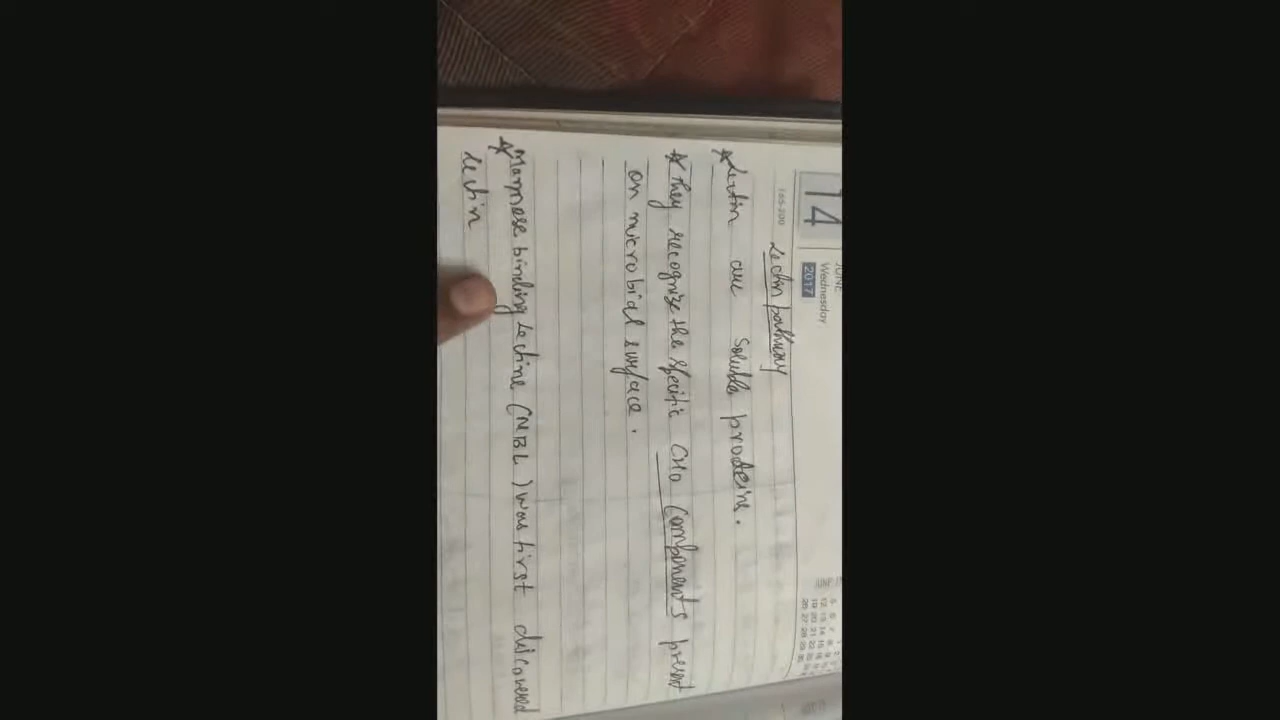 14
JUNE
Wednesday
2017
165-200
Lectin pathway
* Lectin are soluble proteins.
* They recognize the specific CHO Components present
on microbial surface.
* Mannose binding Lectine (MBL) was first discovered
Lectin